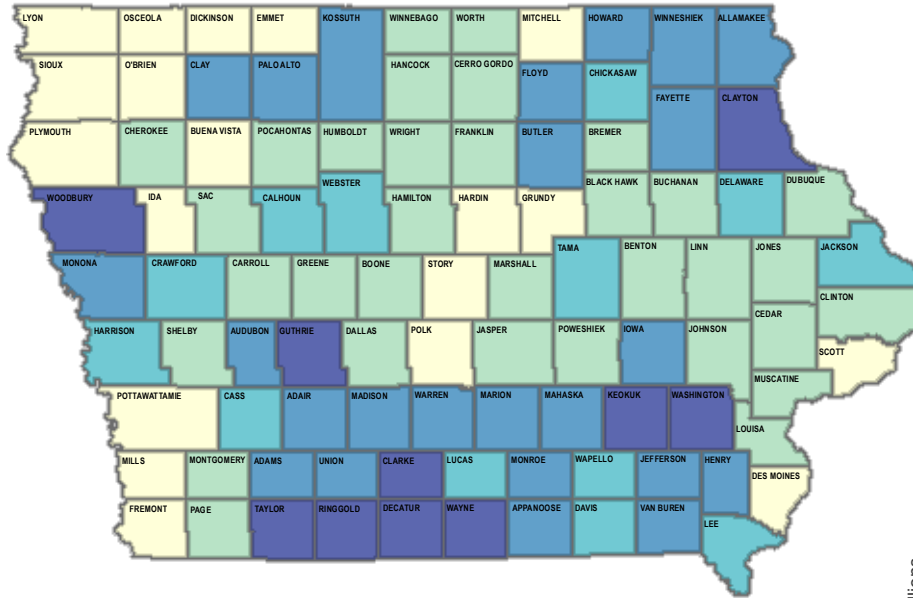 LYON OSCEOLA DICKINSON EMMET KOSSUTH WINNEBAGO WORTH MITCHELL HOWARD WINNESHIEK ALLAMAKEE
SIOUX O'BRIEN CLAY PALO ALTO HANCOCK CERRO GORDO FLOYD CHICKASAW
FAYETTE CLAYTON
PLYMOUTH CHEROKEE BUENA VISTA POCAHONTAS HUMBOLDT WRIGHT FRANKLIN BUTLER BREMER
WOODBURY IDA SAC CALHOUN WEBSTER HAMILTON HARDIN GRUNDY BLACK HAWK BUCHANAN DELAWARE DUBUQUE
MONONA CRAWFORD CARROLL GREENE BOONE STORY MARSHALL TAMA BENTON LINN JONES JACKSON
CLINTON
CEDAR
HARRISON SHELBY AUDUBON GUTHRIE DALLAS POLK JASPER POWESHIEK IOWA JOHNSON
SCOTT
MUSCATINE
POTTAWATTAMIE CASS ADAIR MADISON WARREN MARION MAHASKA KEOKUK WASHINGTON
LOUISA
MILLS MONTGOMERY ADAMS UNION CLARKE LUCAS MONROE WAPELLO JEFFERSON HENRY
DES MOINES
FREMONT PAGE TAYLOR RINGGOLD DECATUR WAYNE APPANOOSE DAVIS VAN BUREN
LEE